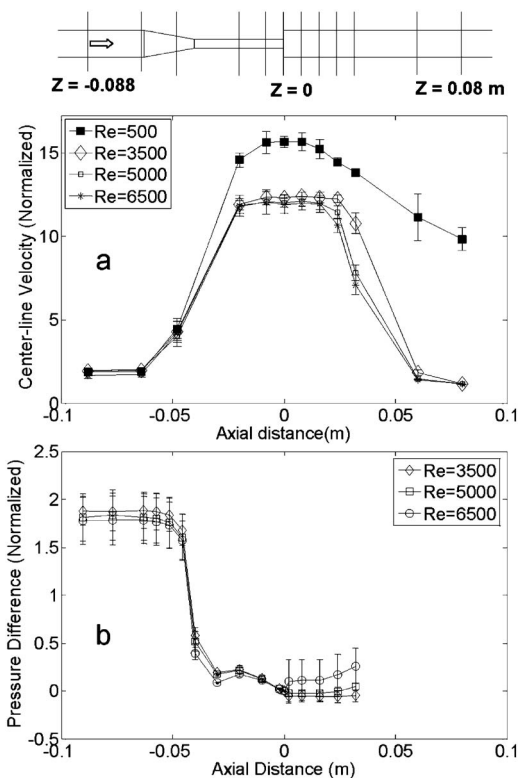 Z = -0.088
Z = 0
Z = 0.08 m
Center-line Velocity (Normalized)
15
10
5
0
Re=500
Re=3500
Re=5000
Re=6500
a
-0.1
-0.05
0
0.05
0.1
Axial distance(m)
Pressure Difference (Normalized)
2.5
2
1.5
1
0.5
0
-0.5
Re=3500
Re=5000
Re=6500
b
-0.1
-0.05
0
0.05
0.1
Axial Distance (m)